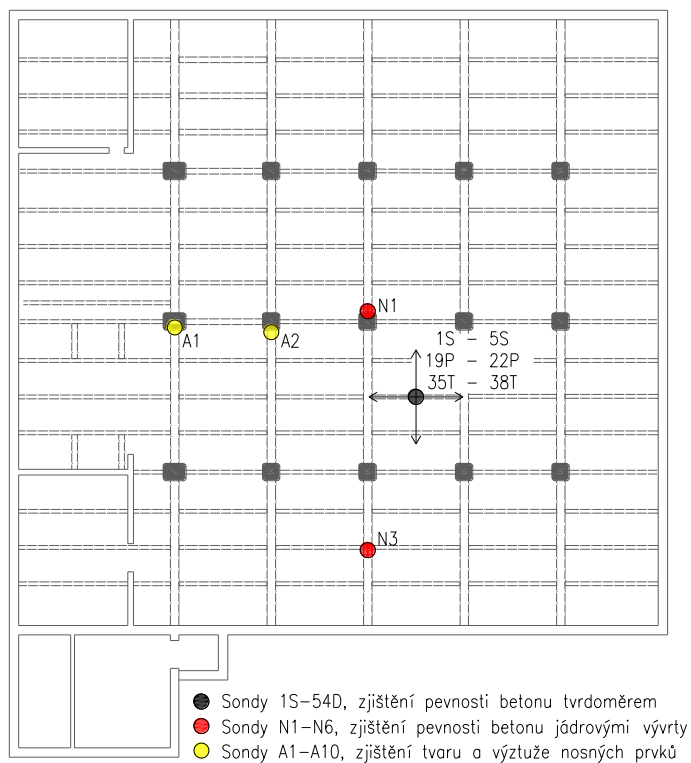 N1
A1
A2
1S – 5S
19P – 22P
35T – 38T
N3
Sondy 1S–54D, zjištění pevnosti betonu tvrdoměrem
Sondy N1–N6, zjištění pevnosti betonu jádrovými vývrty
Sondy A1–A10, zjištění tvaru a výztuže nosných prvků